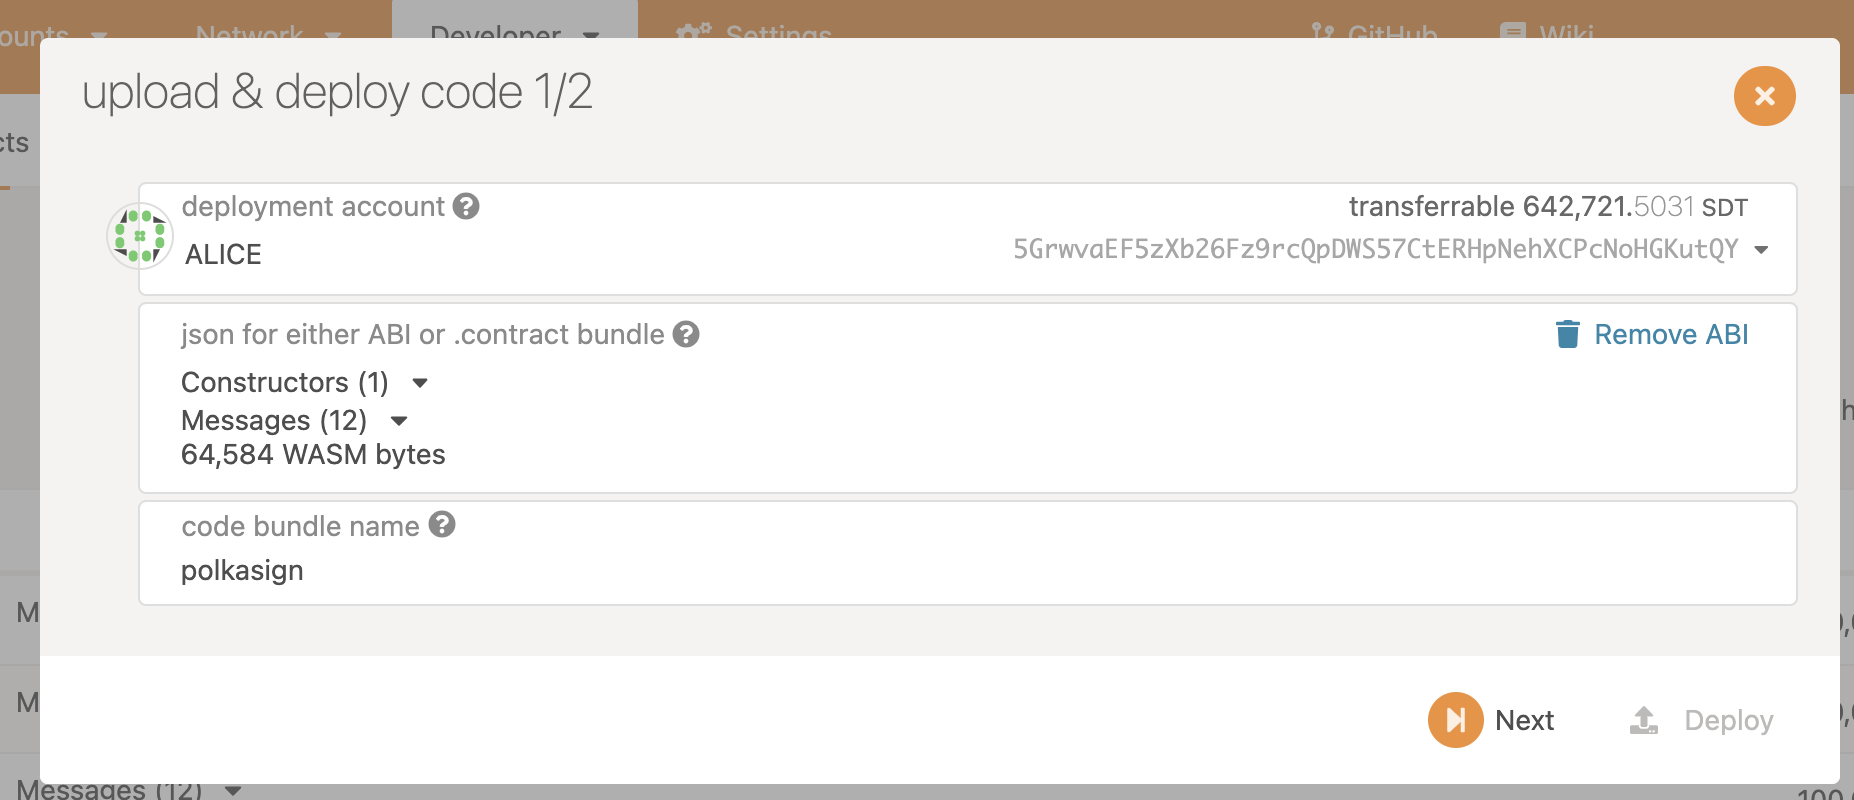 ounts Network Developer Settings GitHub Wiki
upload & deploy code 1/2
cts
deployment account
transferrable 642,721.5031 SDT
ALICE
5GrwvaEF5zXb26Fz9rcQpDWS57CtERHpNehXCPcNoHGKutQY
json for either ABI or .contract bundle
Remove ABI
Constructors (1)
Messages (12)
64,584 WASM bytes
code bundle name
polkasign
M
M
Next
Deploy
Messages (12)